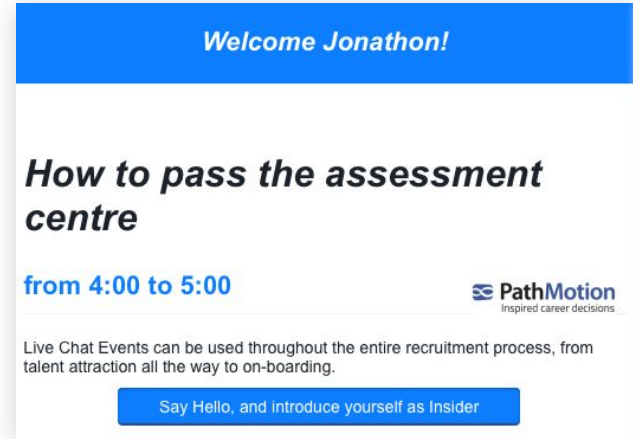 Welcome Jonathon!
How to pass the assessment
centre
from 4:00 to 5:00
PathMotion
Inspired career decisions
Live Chat Events can be used throughout the entire recruitment process, from
talent attraction all the way to on-boarding.
Say Hello, and introduce yourself as Insider